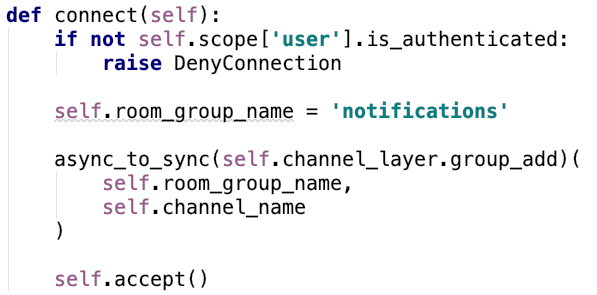 def connect(self):
    if not self.scope['user'].is_authenticated:
        raise DenyConnection

    self.room_group_name = 'notifications'

    async_to_sync(self.channel_layer.group_add)(
        self.room_group_name,
        self.channel_name
    )

    self.accept()